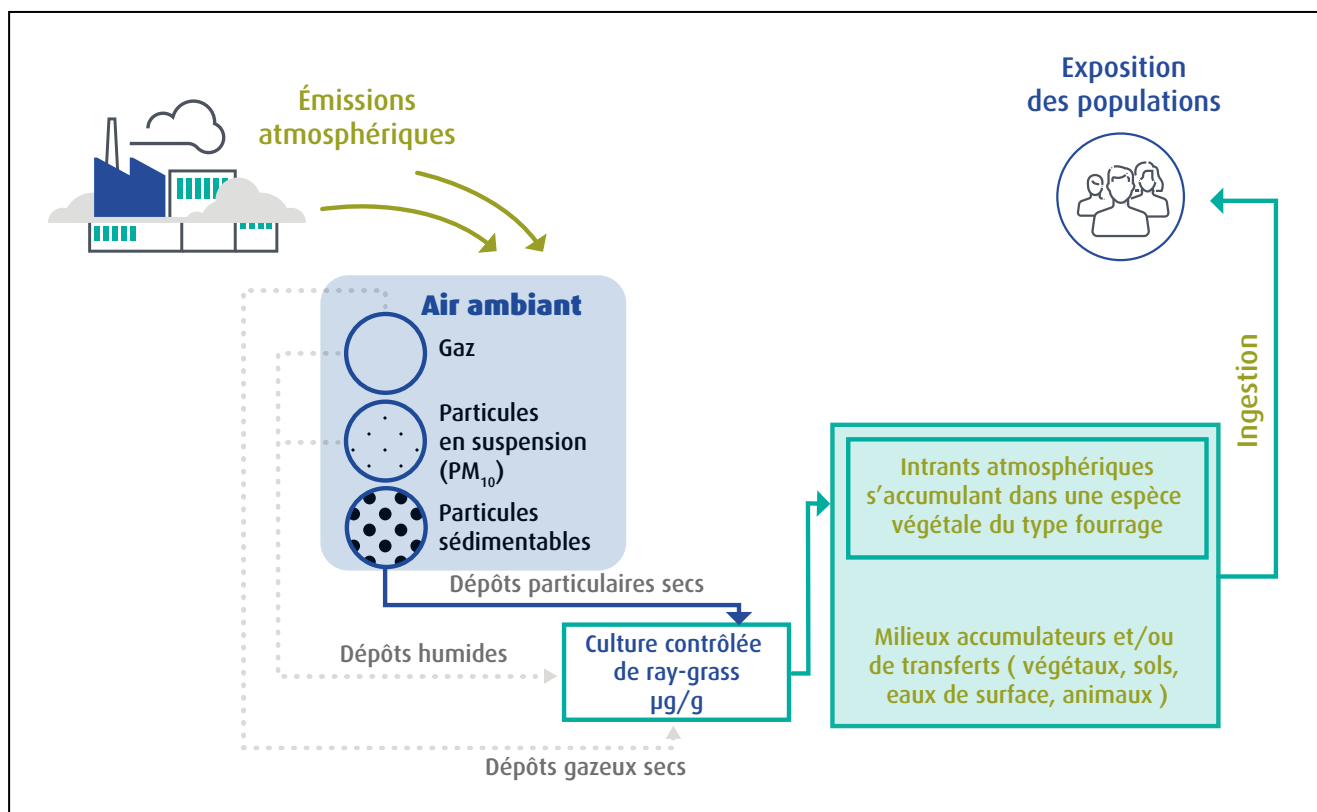 Émissions
atmosphériques
Exposition
des populations
Air ambiant
Gaz
Particules
en suspension
(PM₁₀)
Particules
sédimentables
Dépôts particulaires secs
Dépôts humides
Culture contrôlée
de ray-grass
µg/g
Dépôts gazeux secs
Intrants atmosphériques
s'accumulant dans une espèce
végétale du type fourrage
Milieux accumulateurs et/ou
de transferts ( végétaux, sols,
eaux de surface, animaux )
Ingestion